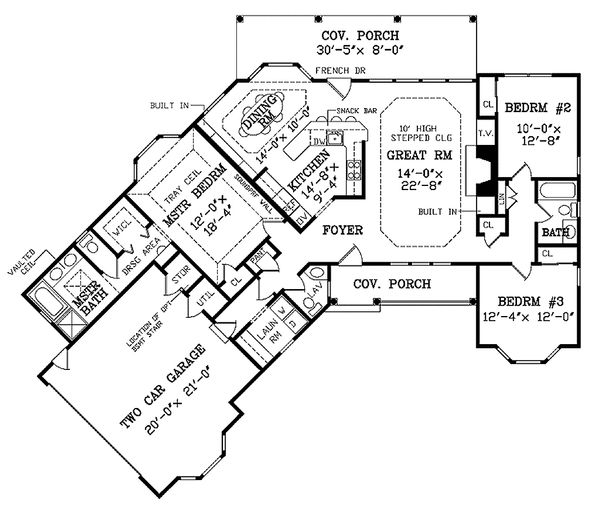 COV. PORCH
30'-5"x 8'-0"
FRENCH DR
BUILT IN
DINING
RM
14'-0"x 10'-0"
SNACK BAR
DW
KITCHEN
14'-8"x
9'-4"
REF
OV
SOUNDPRF WALL
10' HIGH
STEPPED CLG
GREAT RM
14'-0"x
22'-8"
CL
T.V.
BUILT IN
CL
LIN
BEDRM #2
10'-0"x
12'-8"
BATH
CL
BEDRM #3
12'-4"x 12'-0"
TRAY CEIL
MSTR BEDRM
12'-0"x
18'-4"
W/CL
DRSG AREA
VAULTED
CEIL
MSTR
BATH
FOYER
PAN
CL
COV. PORCH
LAV
STOR
UTIL
LOCATION OF OPT.
BSMT STAIR
LAUN
RM
W
D
TWO CAR GARAGE
20'-0"x 21'-0"